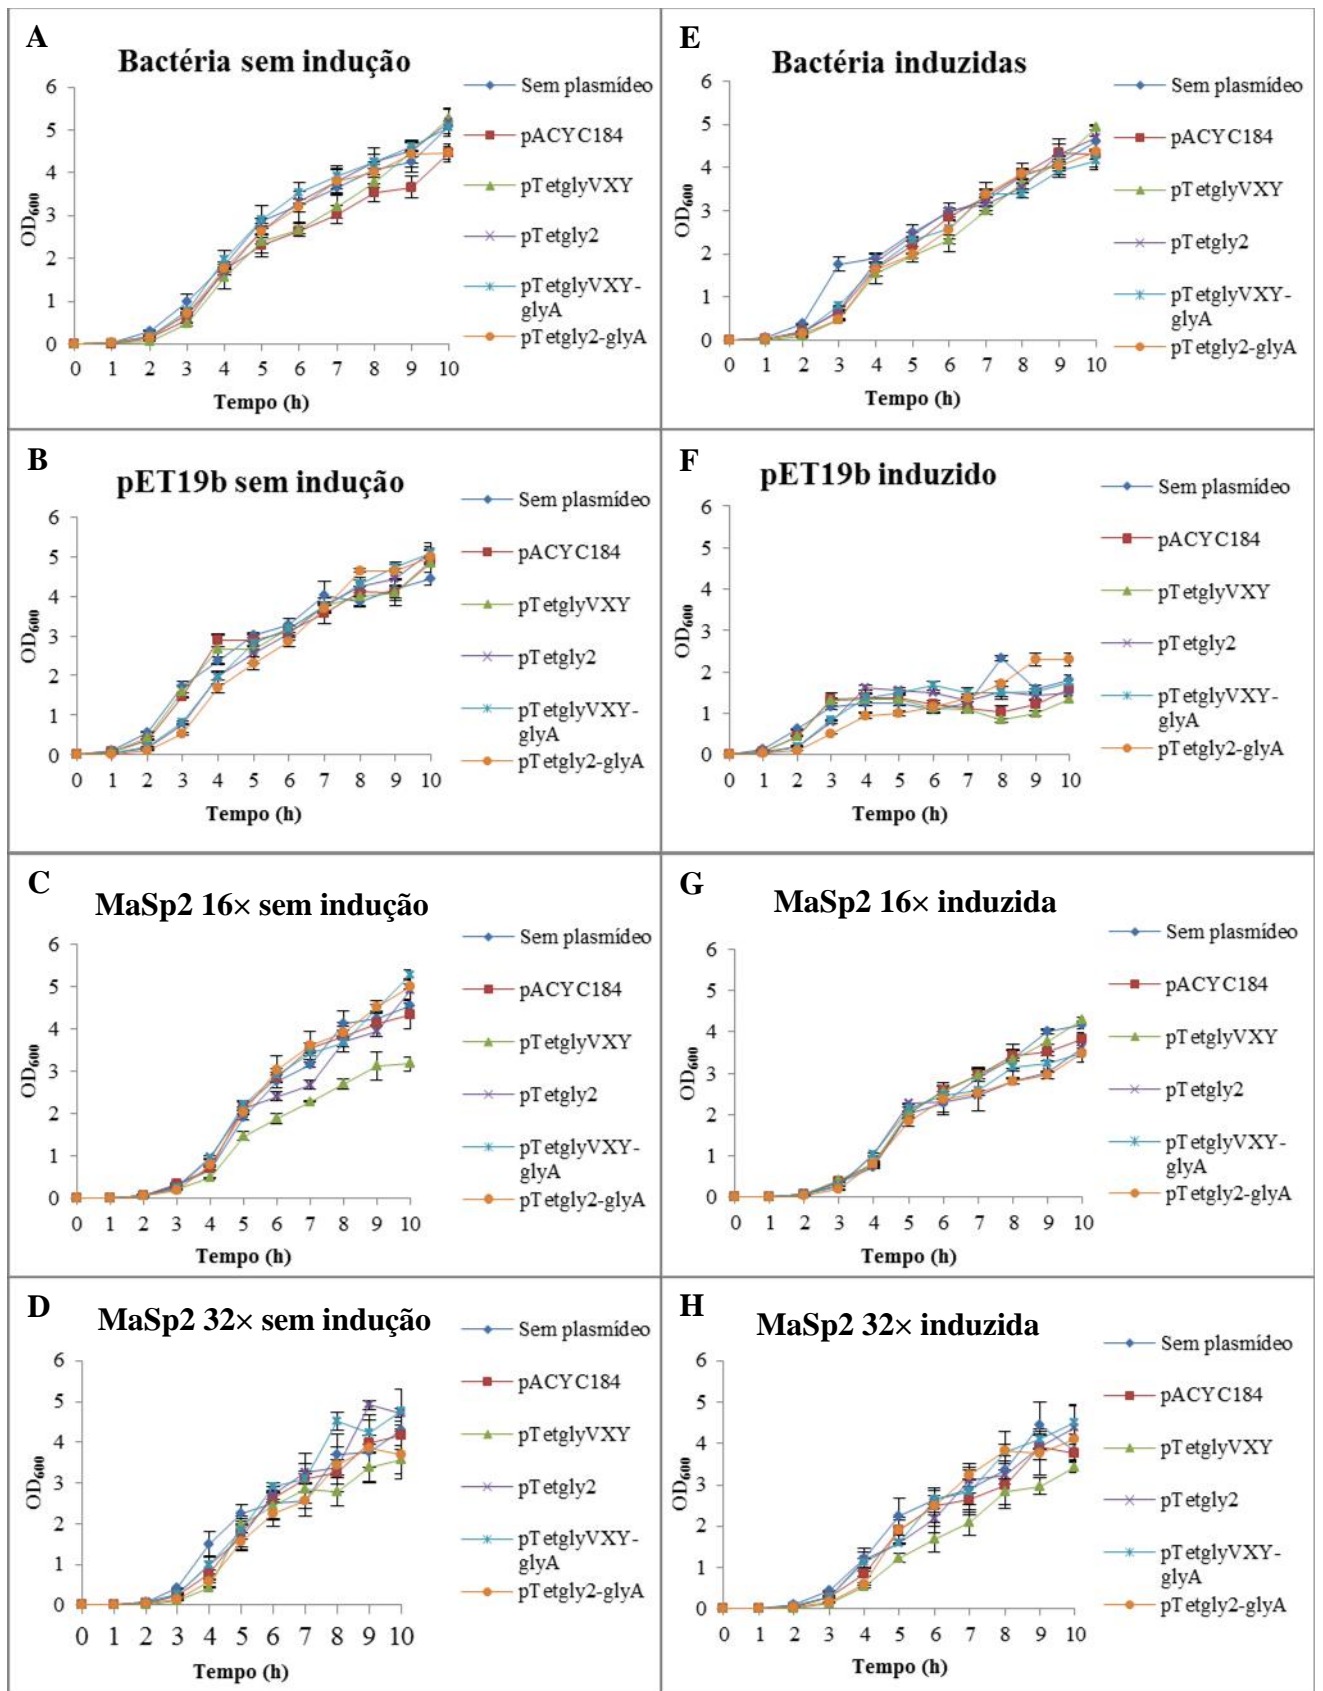 A
Bactéria sem indução
OD600
6
5
4
3
2
1
0
0 1 2 3 4 5 6 7 8 9 10
Tempo (h)
Sem plasmídeo
pACYC184
pTetglyVXY
pTetgly2
pTetglyVXY-
glyA
pTetgly2-glyA
E
Bactéria induzidas
OD600
6
5
4
3
2
1
0
0 1 2 3 4 5 6 7 8 9 10
Tempo (h)
Sem plasmídeo
pACYC184
pTetglyVXY
pTetgly2
pTetglyVXY-
glyA
pTetgly2-glyA
B
pET19b sem indução
OD600
6
5
4
3
2
1
0
0 1 2 3 4 5 6 7 8 9 10
Tempo (h)
Sem plasmídeo
pACYC184
pTetglyVXY
pTetgly2
pTetglyVXY-
glyA
pTetgly2-glyA
F
pET19b induzido
OD600
6
5
4
3
2
1
0
0 1 2 3 4 5 6 7 8 9 10
Tempo (h)
Sem plasmídeo
pACYC184
pTetglyVXY
pTetgly2
pTetglyVXY-
glyA
pTetgly2-glyA
C
MaSp2 16× sem indução
OD600
6
5
4
3
2
1
0
0 1 2 3 4 5 6 7 8 9 10
Tempo (h)
Sem plasmídeo
pACYC184
pTetglyVXY
pTetgly2
pTetglyVXY-
glyA
pTetgly2-glyA
G
MaSp2 16× induzida
OD600
6
5
4
3
2
1
0
0 1 2 3 4 5 6 7 8 9 10
Tempo (h)
Sem plasmídeo
pACYC184
pTetglyVXY
pTetgly2
pTetglyVXY-
glyA
pTetgly2-glyA
D
MaSp2 32× sem indução
OD600
6
5
4
3
2
1
0
0 1 2 3 4 5 6 7 8 9 10
Tempo (h)
Sem plasmídeo
pACYC184
pTetglyVXY
pTetgly2
pTetglyVXY-
glyA
pTetgly2-glyA
H
MaSp2 32× induzida
OD600
6
5
4
3
2
1
0
0 1 2 3 4 5 6 7 8 9 10
Tempo (h)
Sem plasmídeo
pACYC184
pTetglyVXY
pTetgly2
pTetglyVXY-
glyA
pTetgly2-glyA